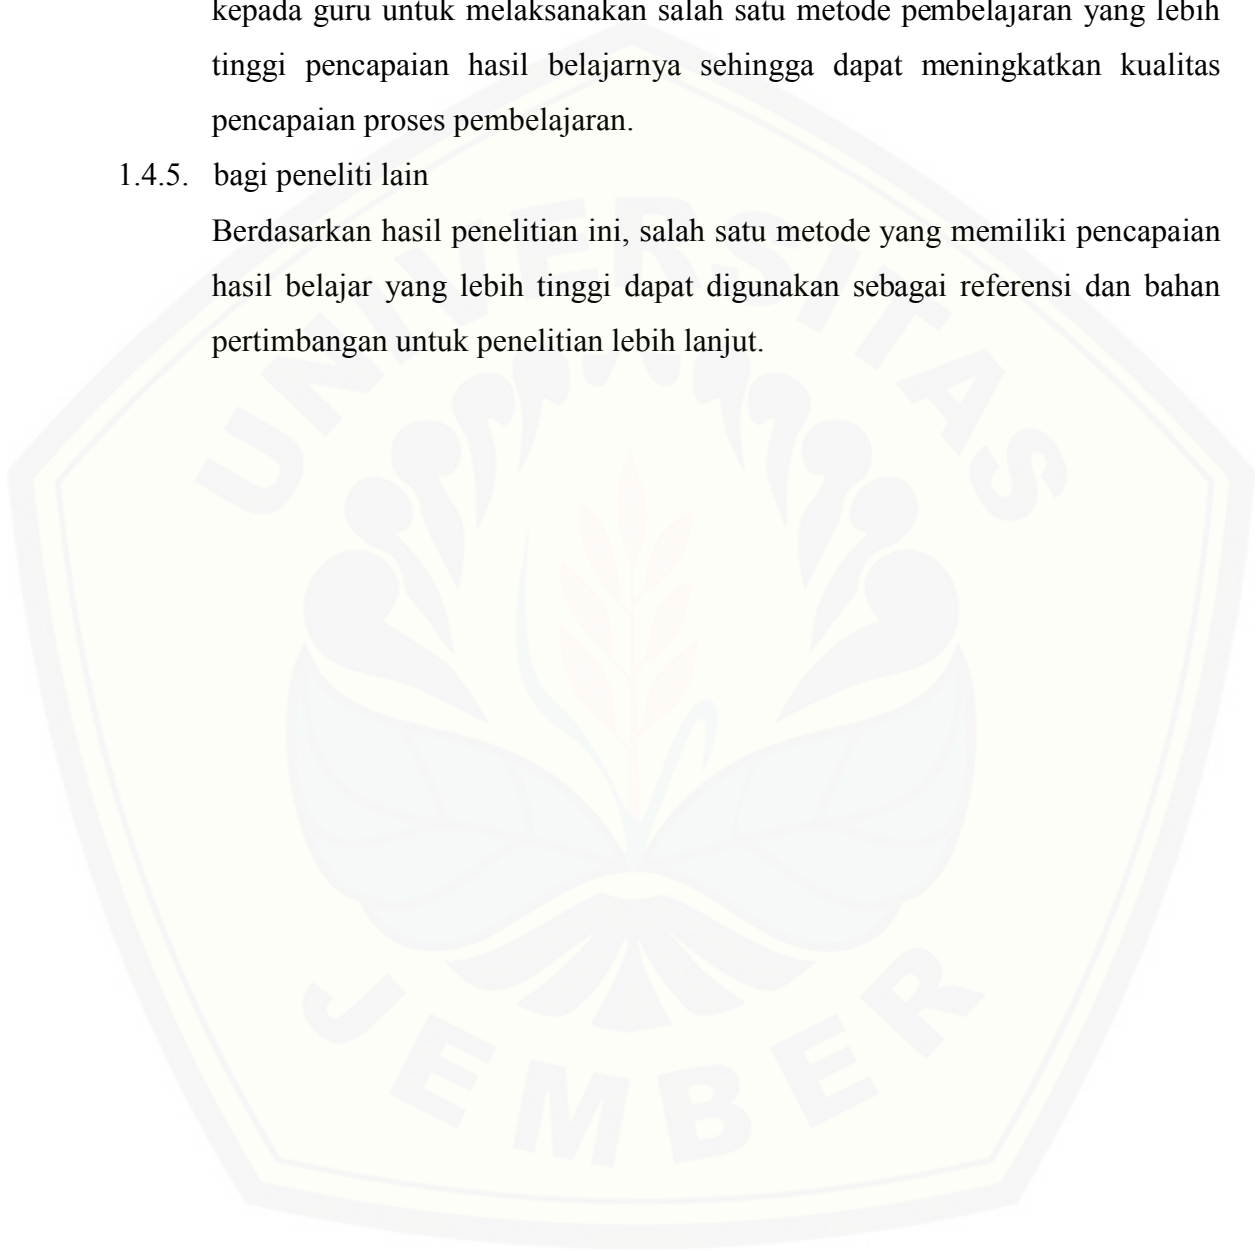 kepada guru untuk melaksanakan salah satu metode pembelajaran yang lebih
tinggi pencapaian hasil belajarnya sehingga dapat meningkatkan kualitas
pencapaian proses pembelajaran.
1.4.5. bagi peneliti lain
Berdasarkan hasil penelitian ini, salah satu metode yang memiliki pencapaian
hasil belajar yang lebih tinggi dapat digunakan sebagai referensi dan bahan
pertimbangan untuk penelitian lebih lanjut.
UNIVERSITAS
JEMBER